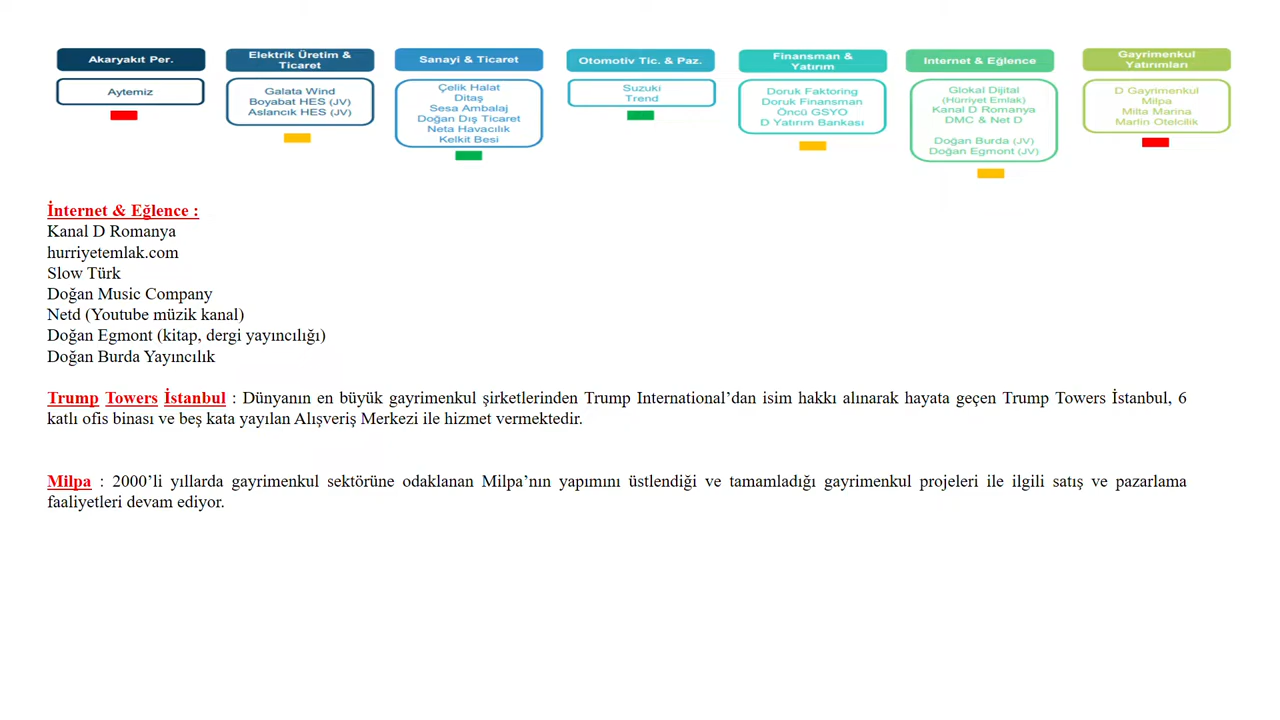 Akaryakıt Per.
Aytemiz
Elektrik Üretim &
Ticaret
Galata Wind
Boyabat HES (JV)
Aslancık HES (JV)
Sanayi & Ticaret
Çelik Halat
Ditaş
Sesa Ambalaj
Doğan Dış Ticaret
Neta Havacılık
Kelkit Besi
Otomotiv Tic. & Paz.
Suzuki
Trend
Finansman &
Yatırım
Doruk Faktoring
Doruk Finansman
Öncü GSYO
D Yatırım Bankası
Internet & Eğlence
Glokal Dijital
(Hürriyet Emlak)
Kanal D Romanya
DMC & Net D
Doğan Burda (JV)
Doğan Egmont (JV)
Gayrimenkul
Yatırımları
D Gayrimenkul
Milpa
Milta Marina
Marlin Otelcilik
İnternet & Eğlence :
Kanal D Romanya
hurriyetemlak.com
Slow Türk
Doğan Music Company
Netd (Youtube müzik kanal)
Doğan Egmont (kitap, dergi yayıncılığı)
Doğan Burda Yayıncılık
Trump Towers İstanbul : Dünyanın en büyük gayrimenkul şirketlerinden Trump International’dan isim hakkı alınarak hayata geçen Trump Towers İstanbul, 6
katlı ofis binası ve beş kata yayılan Alışveriş Merkezi ile hizmet vermektedir.
Milpa : 2000’li yıllarda gayrimenkul sektörüne odaklanan Milpa’nın yapımını üstlendiği ve tamamladığı gayrimenkul projeleri ile ilgili satış ve pazarlama
faaliyetleri devam ediyor.